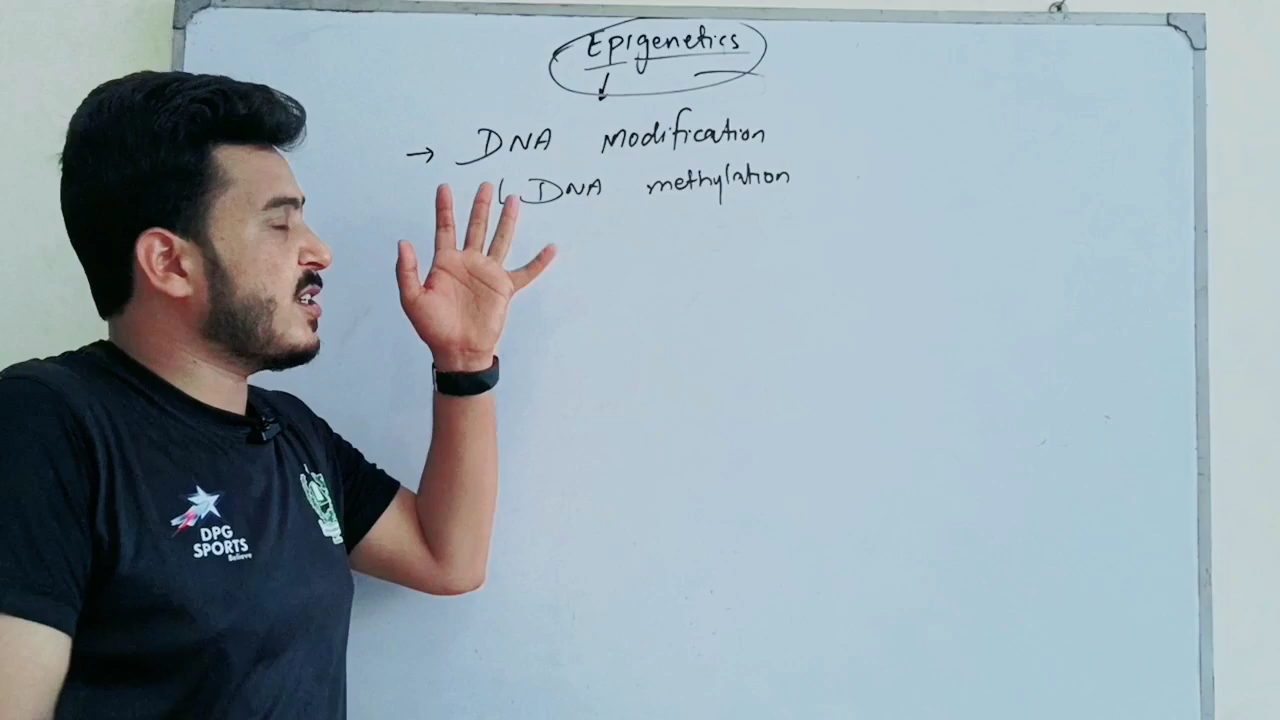 Epigenetics
→ DNA Modification
DNA methylation
DPG
SPORTS
Believe